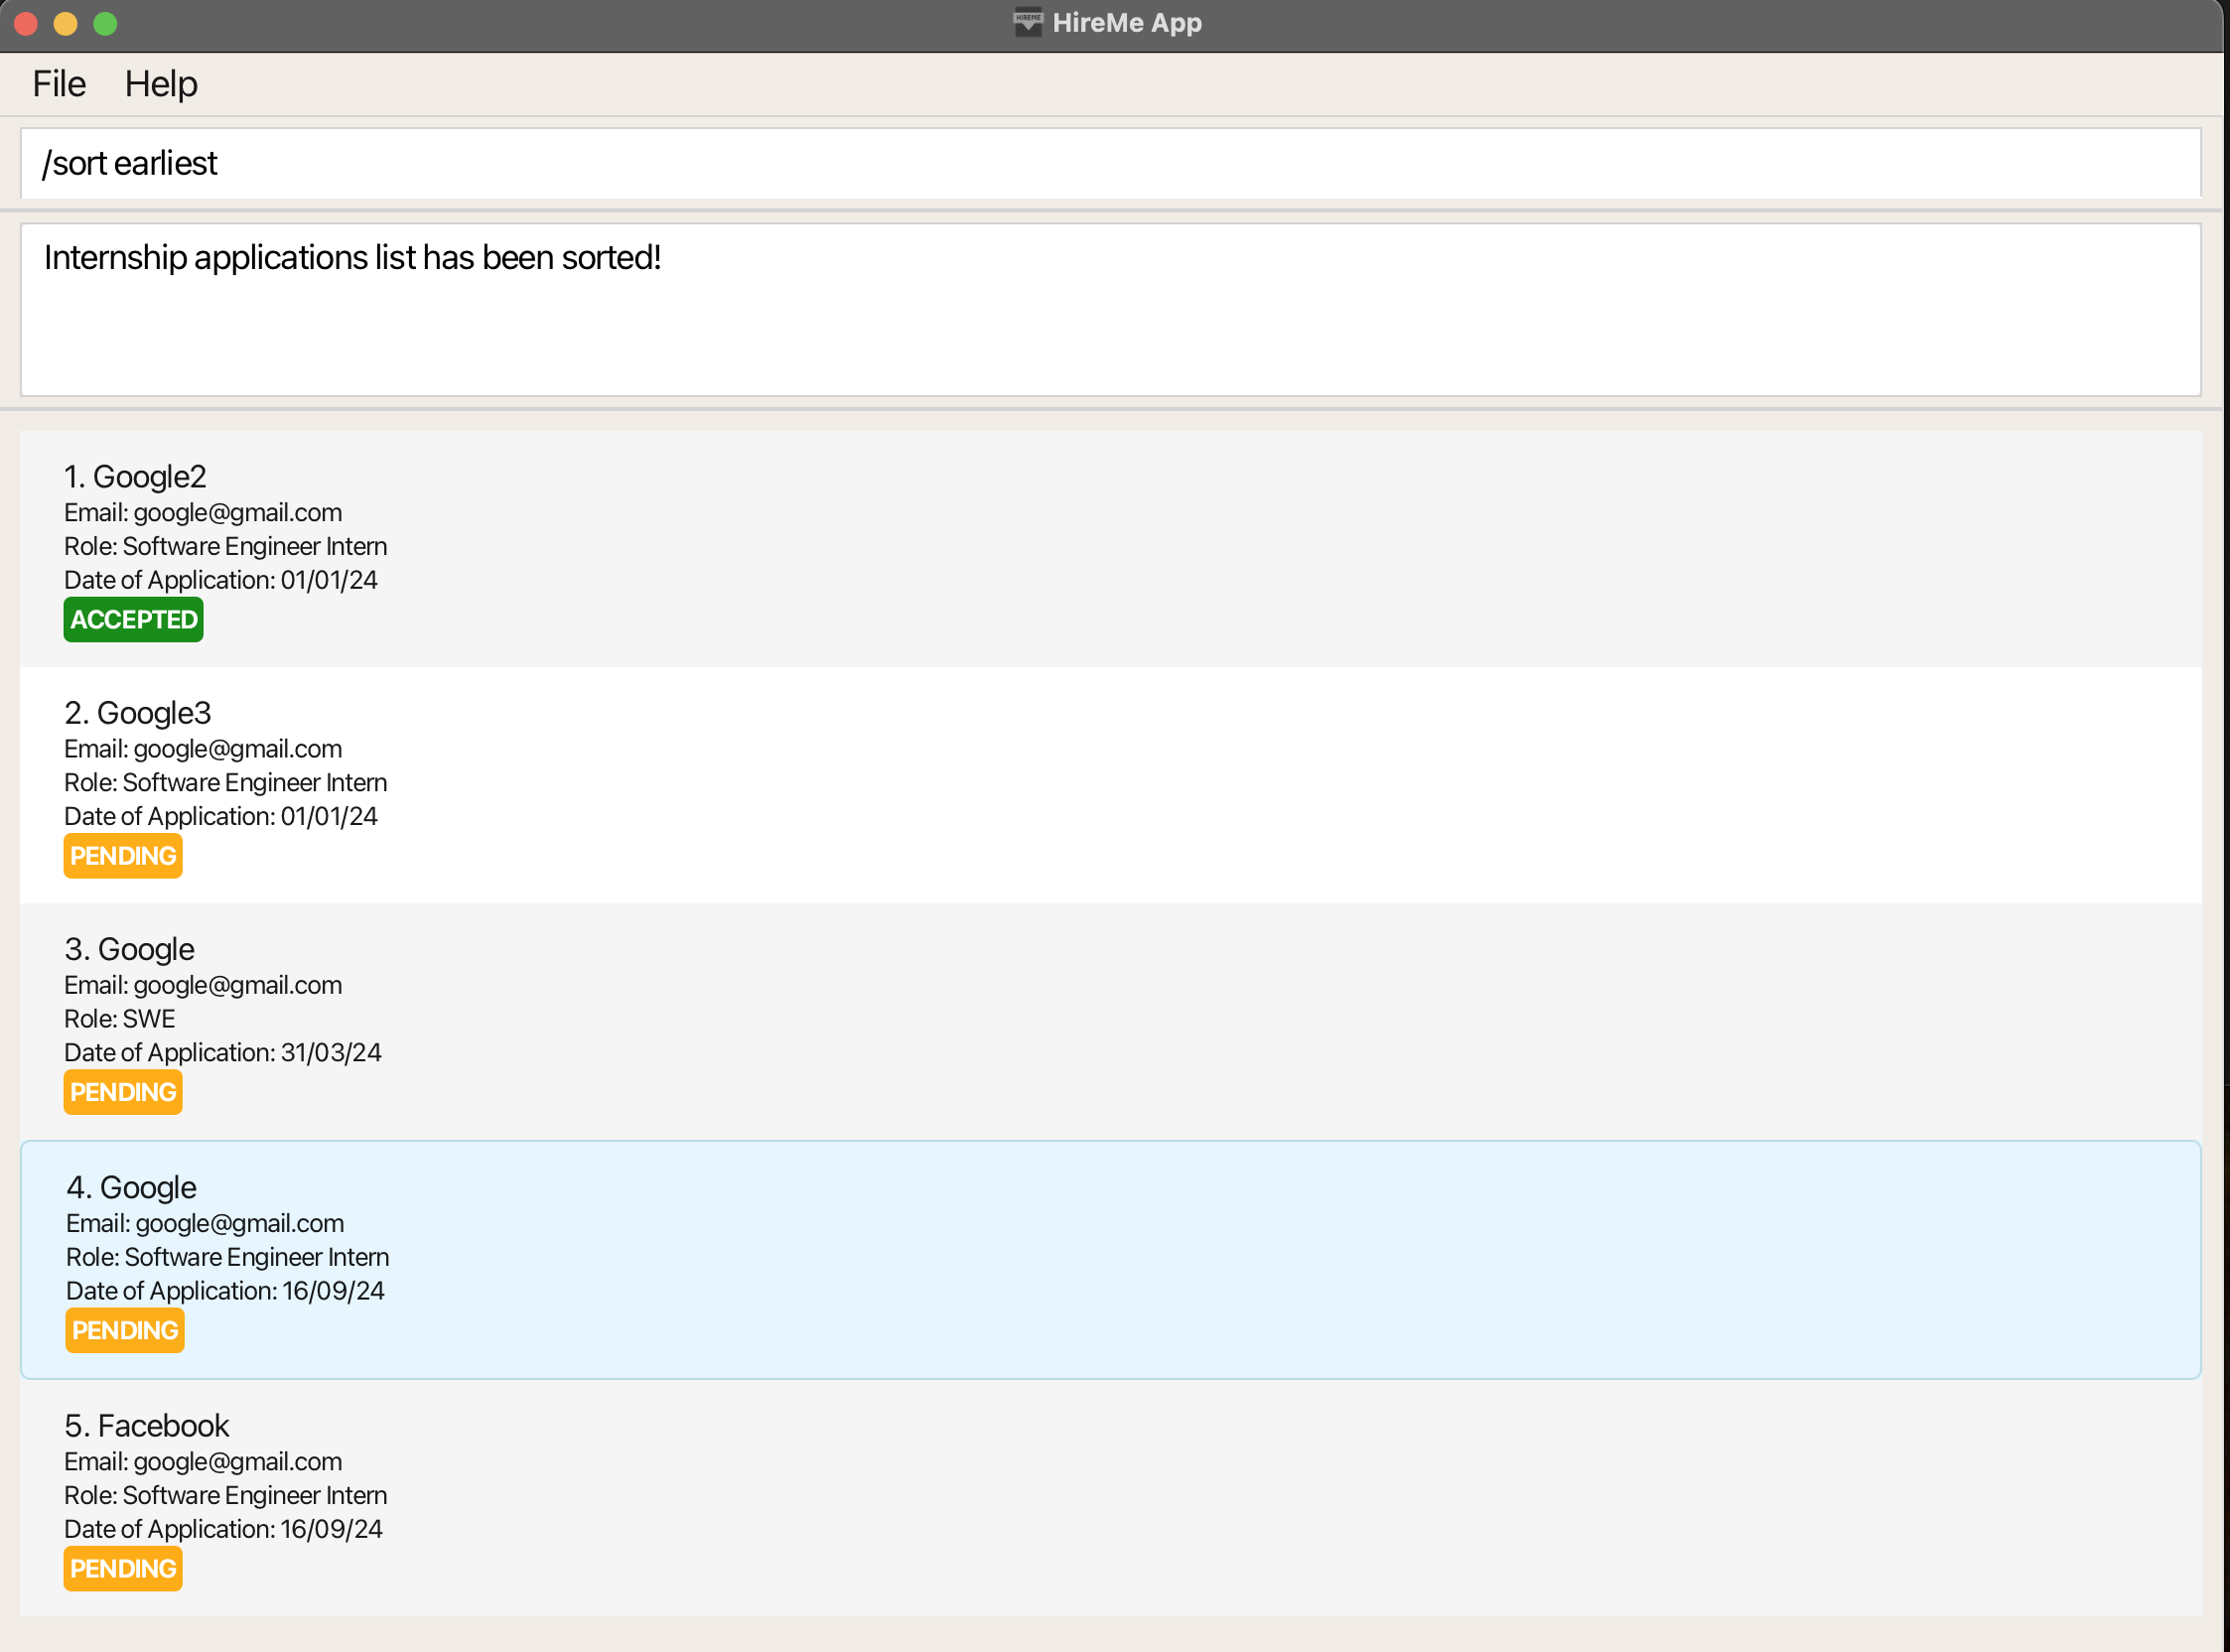 HIREME
HireMe App
File Help
/sort earliest
Internship applications list has been sorted!
1. Google2
Email: google@gmail.com
Role: Software Engineer Intern
Date of Application: 01/01/24
ACCEPTED
2. Google3
Email: google@gmail.com
Role: Software Engineer Intern
Date of Application: 01/01/24
PENDING
3. Google
Email: google@gmail.com
Role: SWE
Date of Application: 31/03/24
PENDING
4. Google
Email: google@gmail.com
Role: Software Engineer Intern
Date of Application: 16/09/24
PENDING
5. Facebook
Email: google@gmail.com
Role: Software Engineer Intern
Date of Application: 16/09/24
PENDING